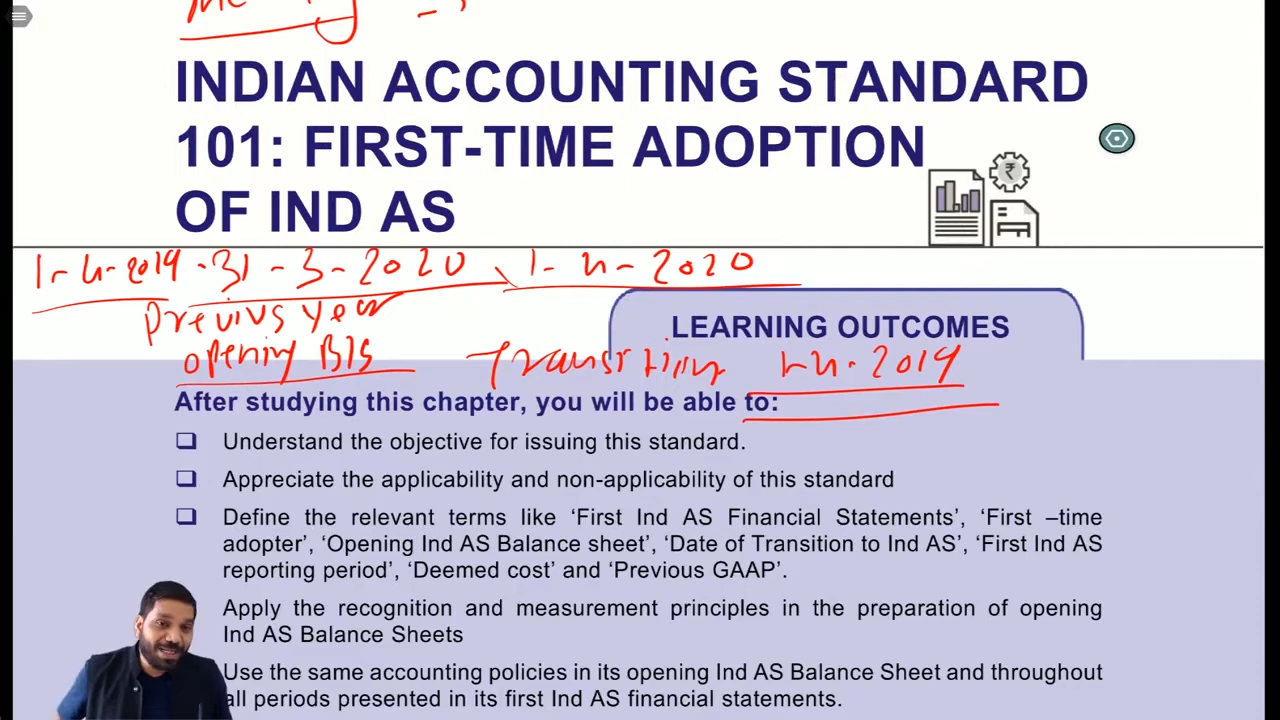 INDIAN ACCOUNTING STANDARD
101: FIRST-TIME ADOPTION
OF IND AS
1-4-2019-31-3-2020, 1-4-2020
previus year
opening B/S Transition 1-4-2019
LEARNING OUTCOMES
After studying this chapter, you will be able to:
❑ Understand the objective for issuing this standard.
❑ Appreciate the applicability and non-applicability of this standard
❑ Define the relevant terms like ‘First Ind AS Financial Statements’, ‘First –time
adopter’, ‘Opening Ind AS Balance sheet’, ‘Date of Transition to Ind AS’, ‘First Ind AS
reporting period’, ‘Deemed cost’ and ‘Previous GAAP’.
Apply the recognition and measurement principles in the preparation of opening
Ind AS Balance Sheets
Use the same accounting policies in its opening Ind AS Balance Sheet and throughout
all periods presented in its first Ind AS financial statements.